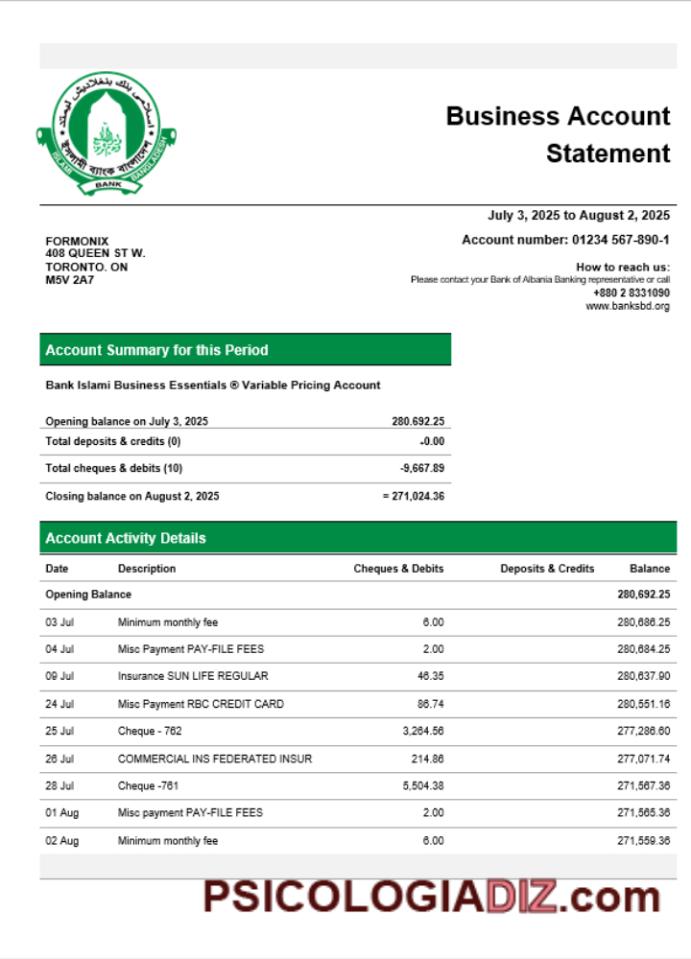 ISLAMI BANK BANGLADESH
Business Account
Statement
July 3, 2025 to August 2, 2025
FORMONIX
408 QUEEN ST W.
TORONTO. ON
M5V 2A7
Account number: 01234 567-890-1
How to reach us:
Please contact your Bank of Albania Banking representative or call
+880 2 8331090
www.banksbd.org
Account Summary for this Period
Bank Islami Business Essentials ® Variable Pricing Account
Opening balance on July 3, 2025 280.692.25
Total deposits & credits (0) -0.00
Total cheques & debits (10) -9,667.89
Closing balance on August 2, 2025 = 271,024.36
Account Activity Details
Date Description Cheques & Debits Deposits & Credits Balance
Opening Balance 280,692.25
03 Jul Minimum monthly fee 6.00 280,686.25
04 Jul Misc Payment PAY-FILE FEES 2.00 280,684.25
09 Jul Insurance SUN LIFE REGULAR 46.35 280,637.90
24 Jul Misc Payment RBC CREDIT CARD 86.74 280,551.16
25 Jul Cheque - 762 3,264.56 277,286.60
26 Jul COMMERCIAL INS FEDERATED INSUR 214.86 277,071.74
28 Jul Cheque -761 5,504.38 271,567.36
01 Aug Misc payment PAY-FILE FEES 2.00 271,565.36
02 Aug Minimum monthly fee 6.00 271,559.36
PSICOLOGIADIZ.com